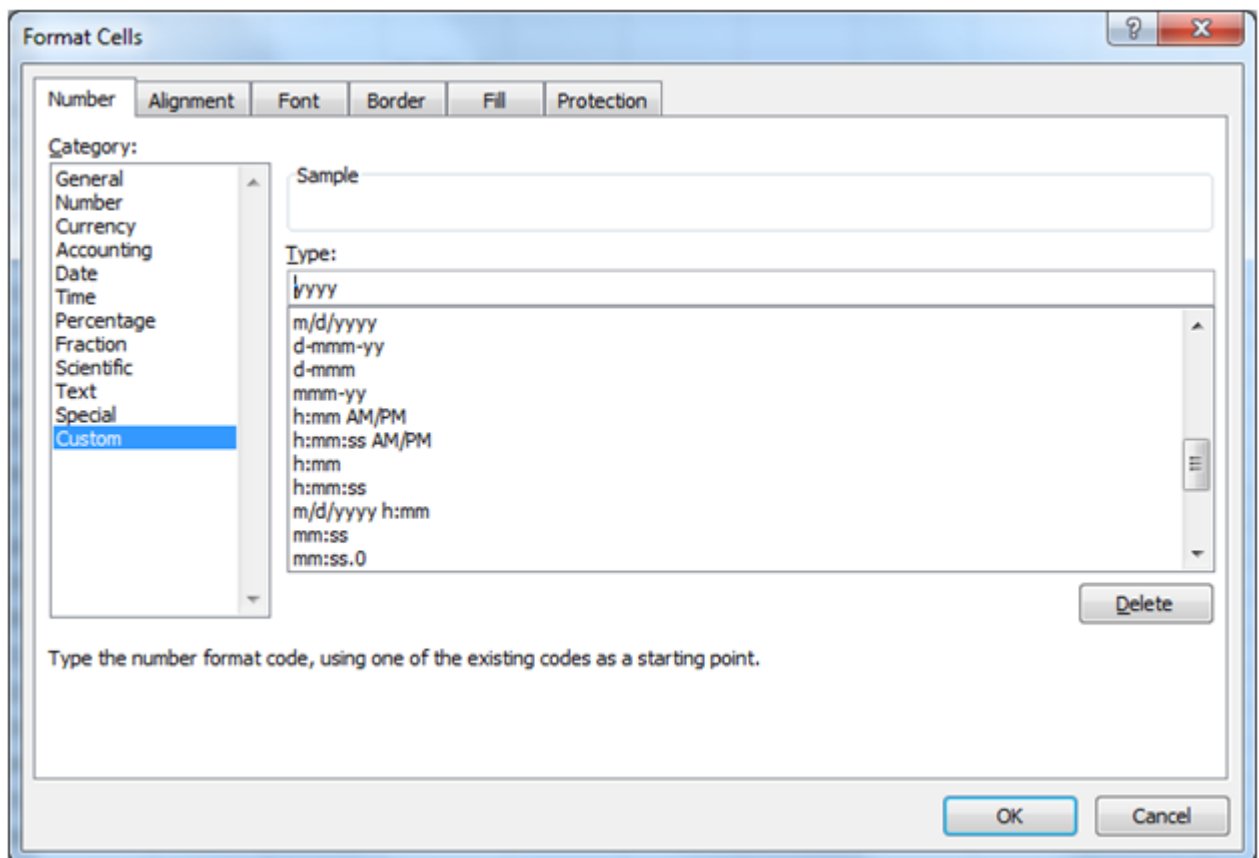 Format Cells
Number Alignment Font Border Fill Protection
Category:
General
Number
Currency
Accounting
Date
Time
Percentage
Fraction
Scientific
Text
Special
Custom
Sample
Type:
yyyy
m/d/yyyy
d-mmm-yy
d-mmm
mmm-yy
h:mm AM/PM
h:mm:ss AM/PM
h:mm
h:mm:ss
m/d/yyyy h:mm
mm:ss
mm:ss.0
Delete
Type the number format code, using one of the existing codes as a starting point.
OK Cancel